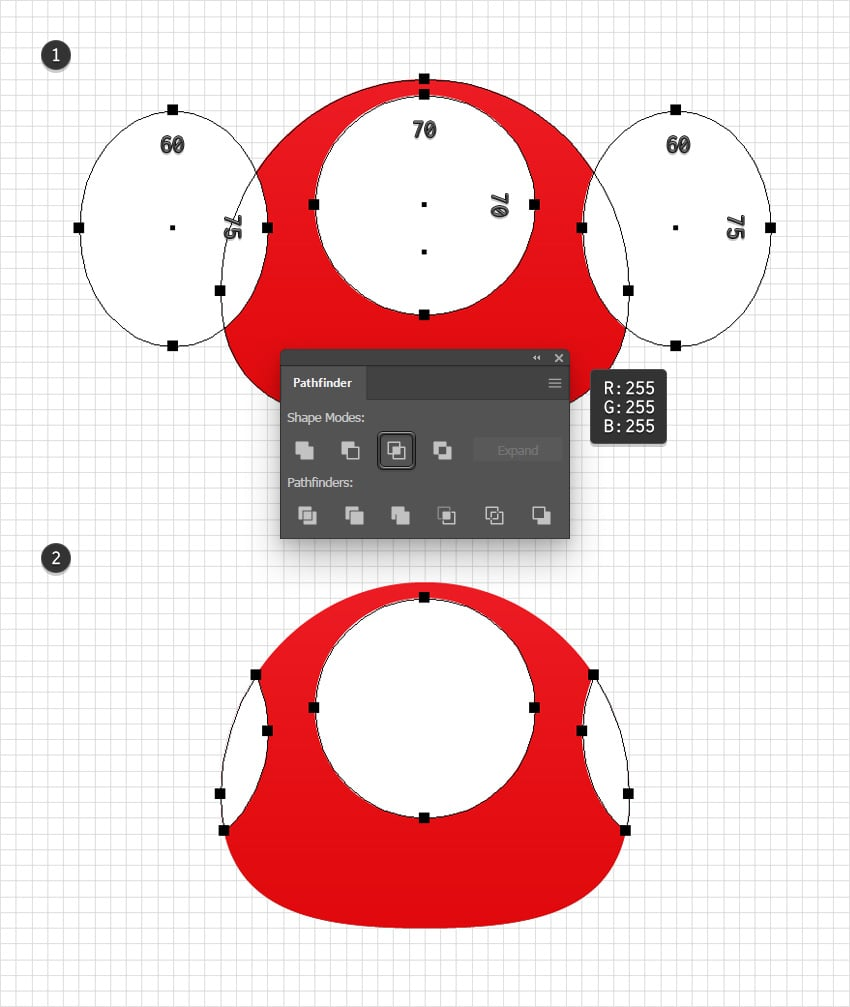 1
60
70
60
75
70
75
Pathfinder
Shape Modes:
Expand
Pathfinders:
R:255
G:255
B:255
2